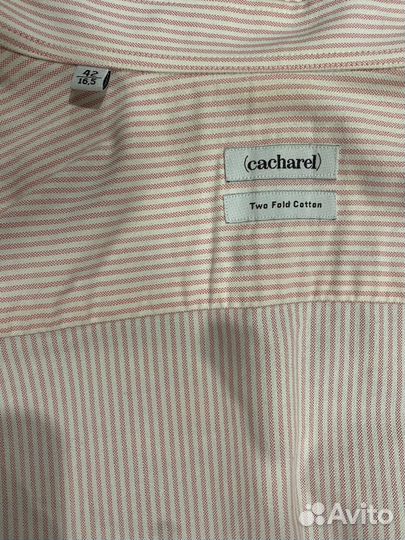 42
16,5
(cacharel)
Two Fold Cotton
Avito